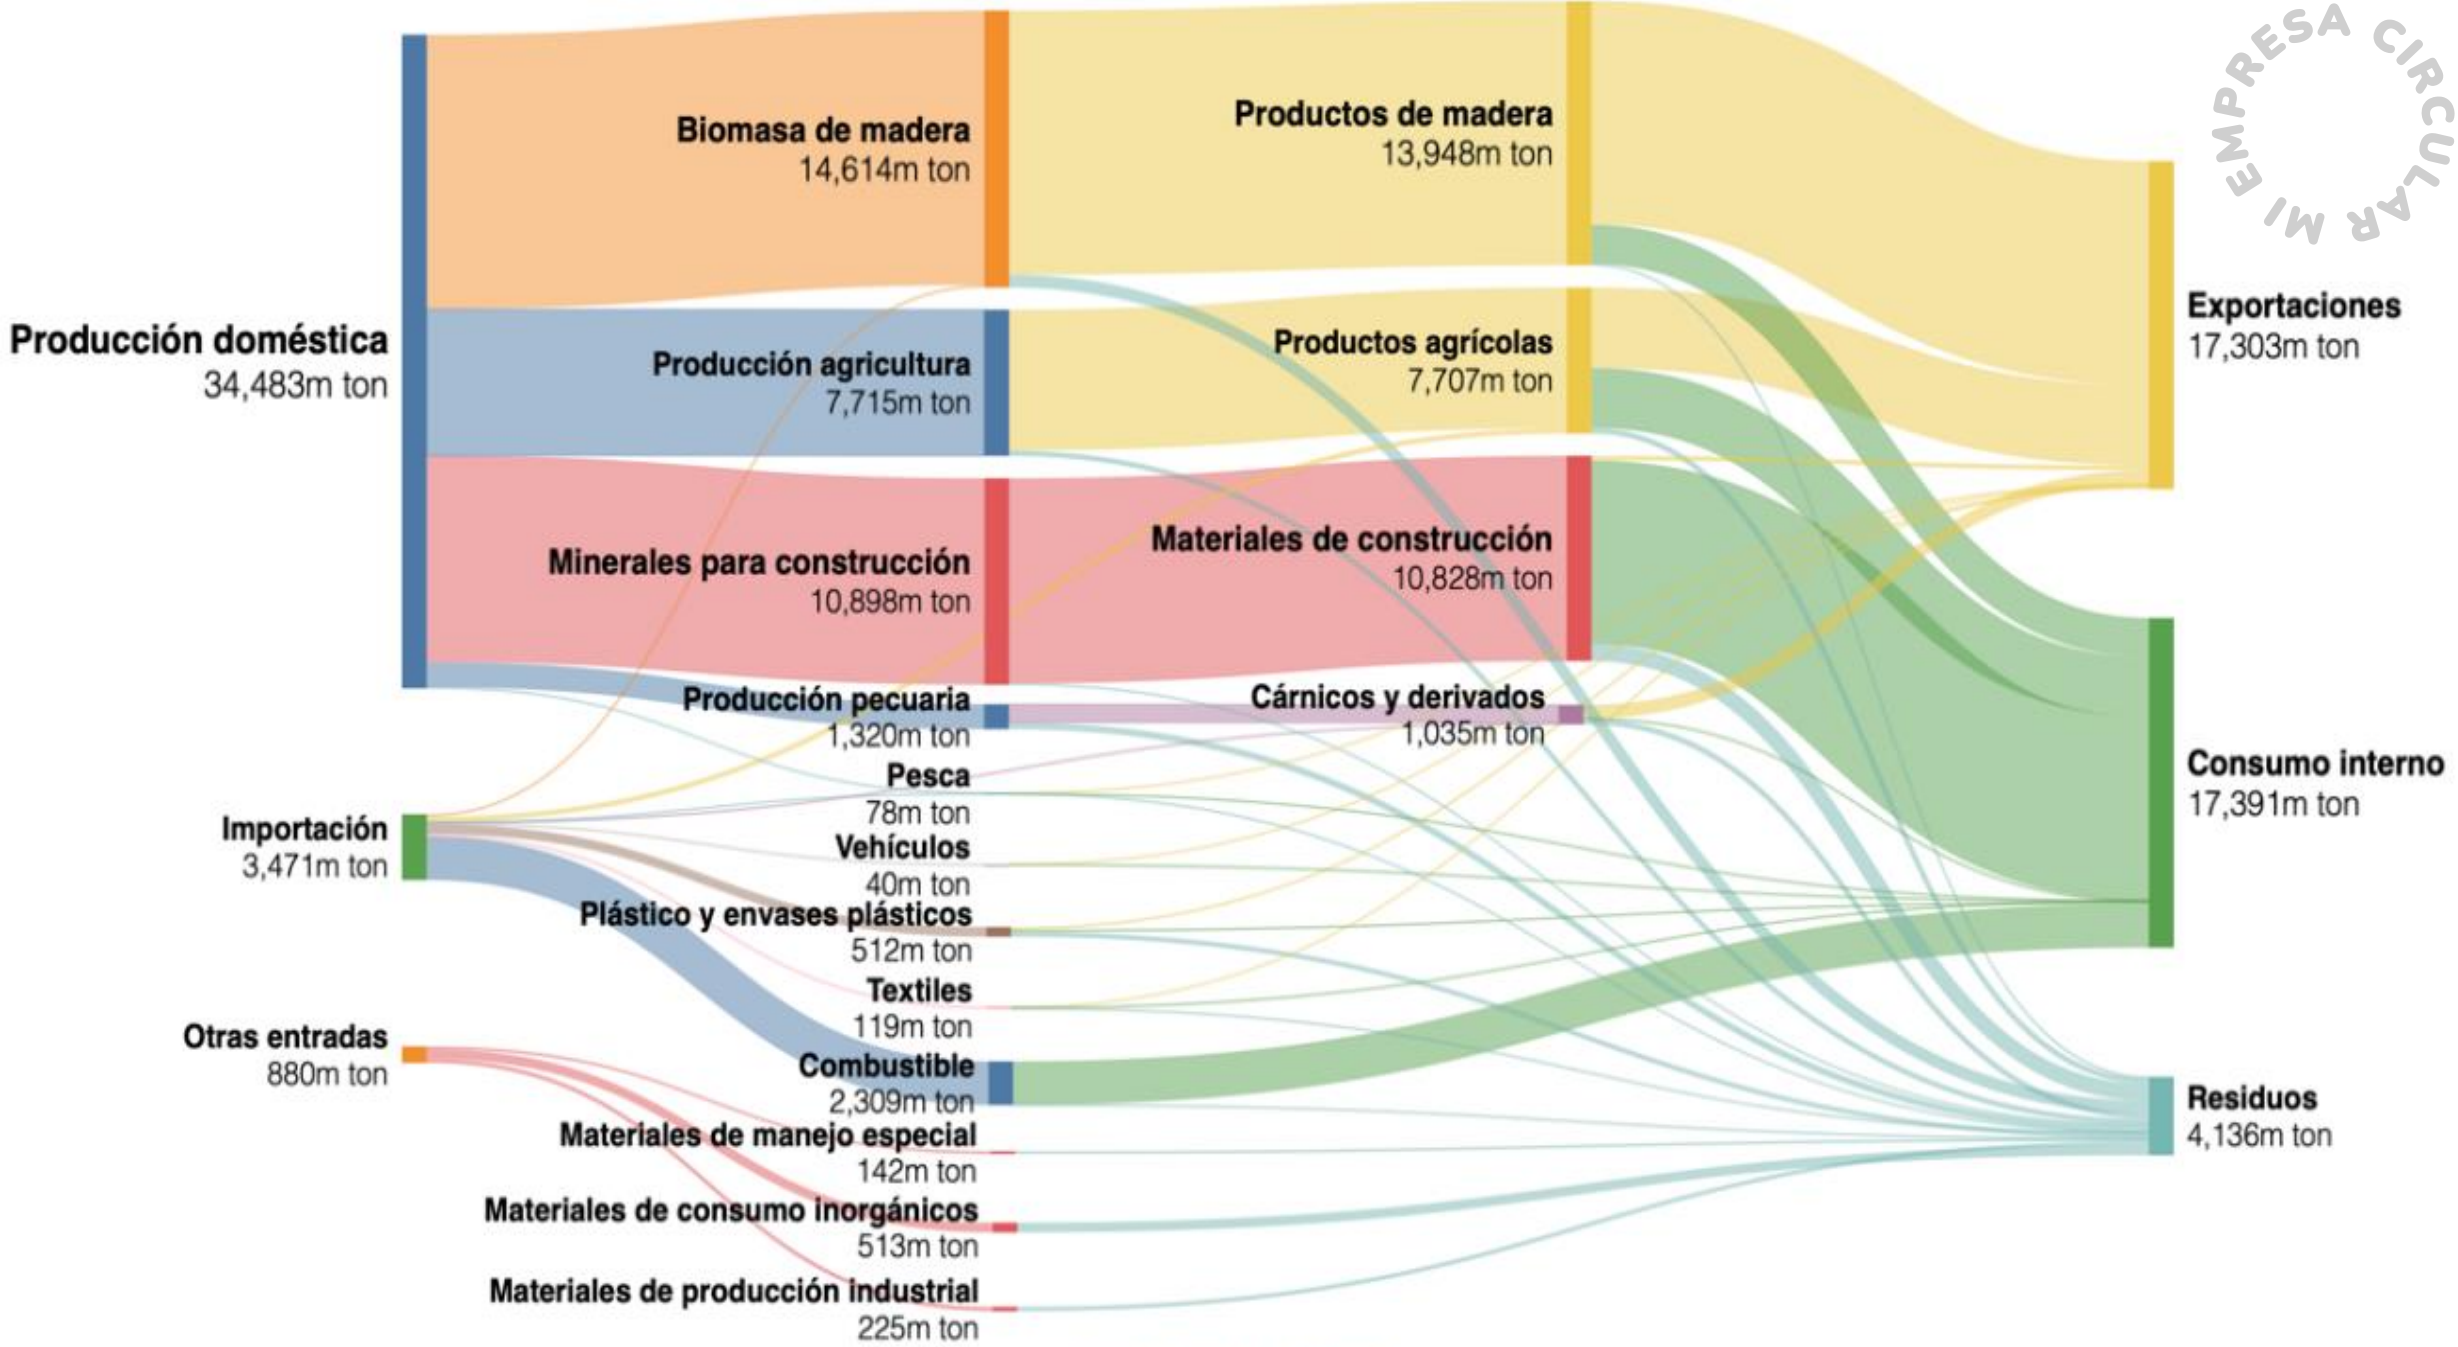 Producción doméstica
34,483m ton
Importación
3,471m ton
Otras entradas
880m ton
Biomasa de madera
14,614m ton
Producción agricultura
7,715m ton
Minerales para construcción
10,898m ton
Producción pecuaria
1,320m ton
Pesca
78m ton
Vehículos
40m ton
Plástico y envases plásticos
512m ton
Textiles
119m ton
Combustible
2,309m ton
Materiales de manejo especial
142m ton
Materiales de consumo inorgánicos
513m ton
Materiales de producción industrial
225m ton
Productos de madera
13,948m ton
Productos agrícolas
7,707m ton
Materiales de construcción
10,828m ton
Cárnicos y derivados
1,035m ton
Exportaciones
17,303m ton
Consumo interno
17,391m ton
Residuos
4,136m ton
MI EMPRESA CIRCULAR